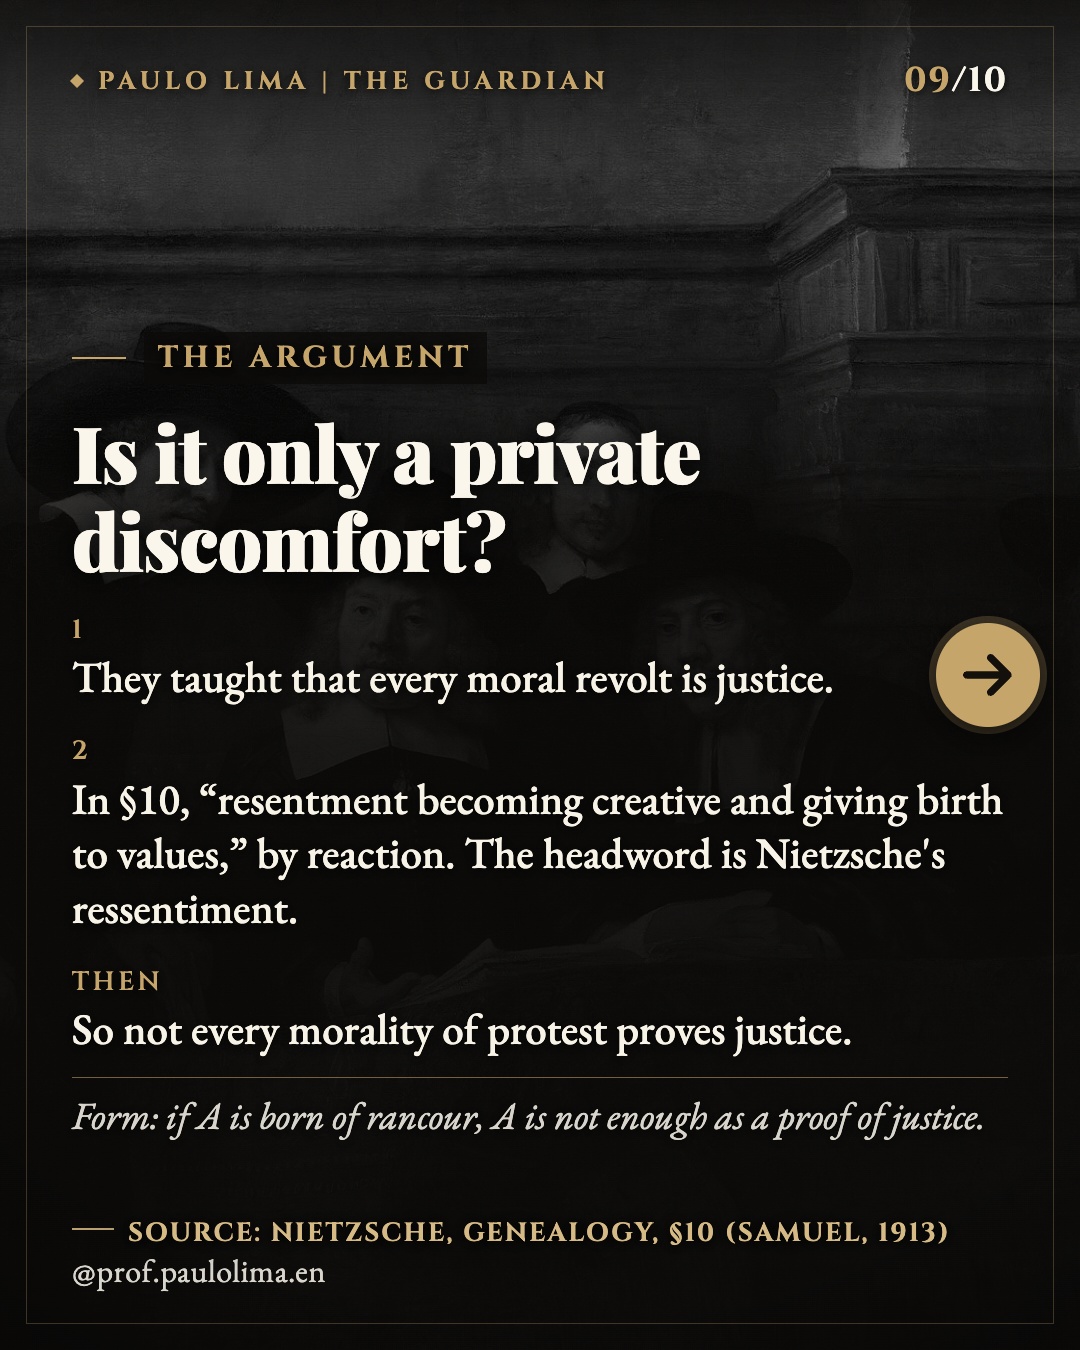 ◆ PAULO LIMA | THE GUARDIAN
09/10
THE ARGUMENT
Is it only a private
discomfort?
1
They taught that every moral revolt is justice.
2
In §10, “resentment becoming creative and giving birth
to values,” by reaction. The headword is Nietzsche's
ressentiment.
THEN
So not every morality of protest proves justice.
Form: if A is born of rancour, A is not enough as a proof of justice.
SOURCE: NIETZSCHE, GENEALOGY, §10 (SAMUEL, 1913)
@prof.paulolima.en